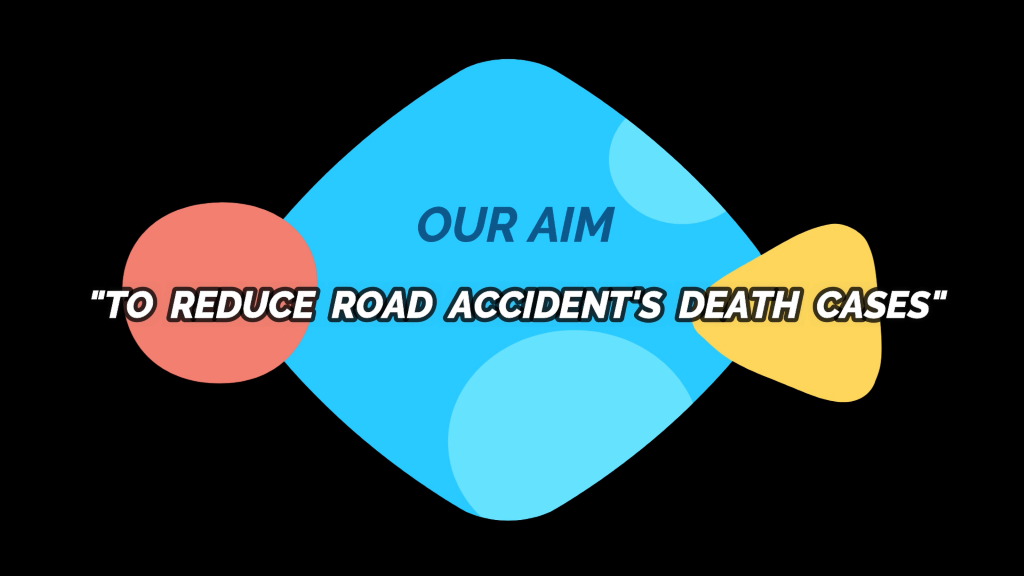 OUR AIM
"TO REDUCE ROAD ACCIDENT'S DEATH CASES"